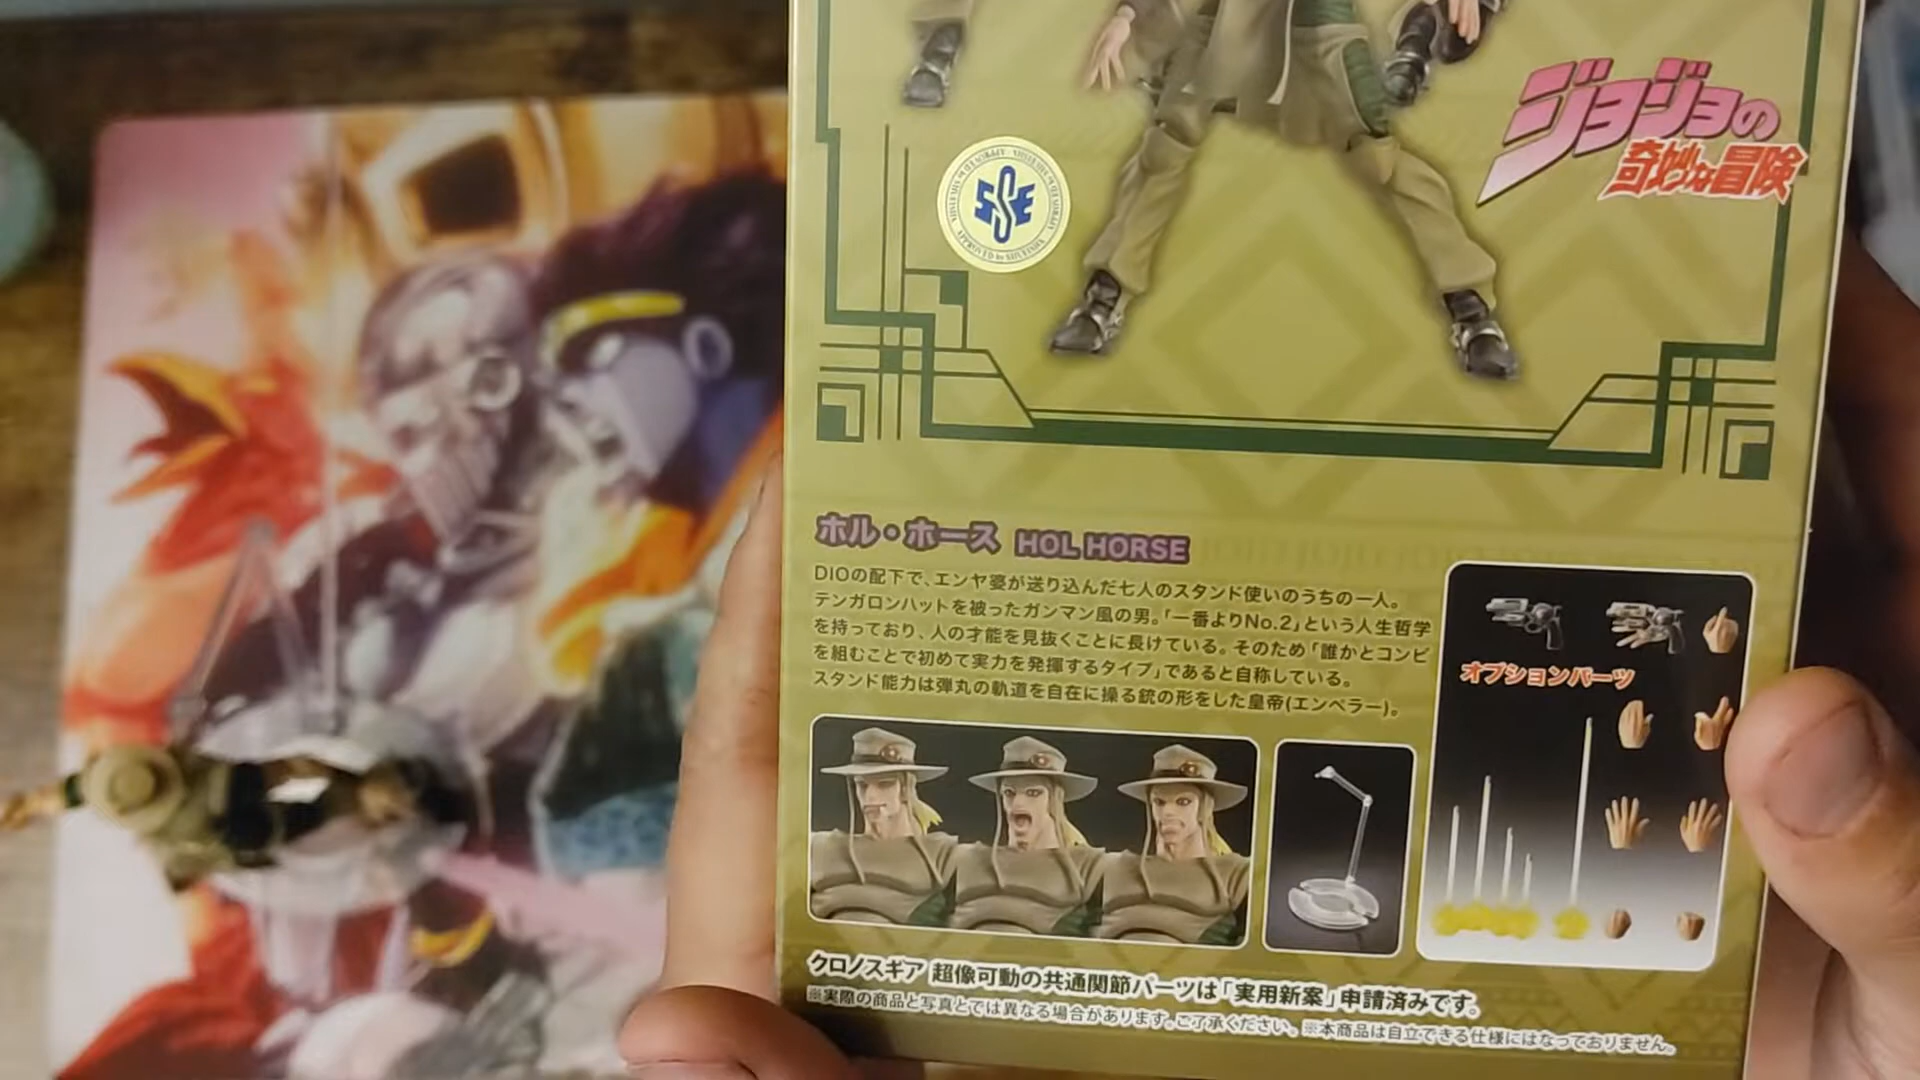 ジョジョの
奇妙な冒険
SSE
APPROVED by SHUEISHA
ホル・ホース HOL HORSE
DIOの配下で、エンヤ婆が送り込んだ七人のスタンド使いのうちの一人。
テンガロンハットを被ったガンマン風の男。「一番よりNo.2」という人生哲学
を持っており、人の才能を見抜くことに長けている。そのため「誰かとコンビ
を組むことで初めて実力を発揮するタイプ」であると自称している。
スタンド能力は弾丸の軌道を自在に操る銃の形をした皇帝(エンペラー)。
オプションパーツ
クロノスギア 超像可動の共通関節パーツは「実用新案」申請済みです。
※実際の商品と写真とでは異なる場合があります。ご了承ください。※本商品は自立できる仕様にはなっておりません。